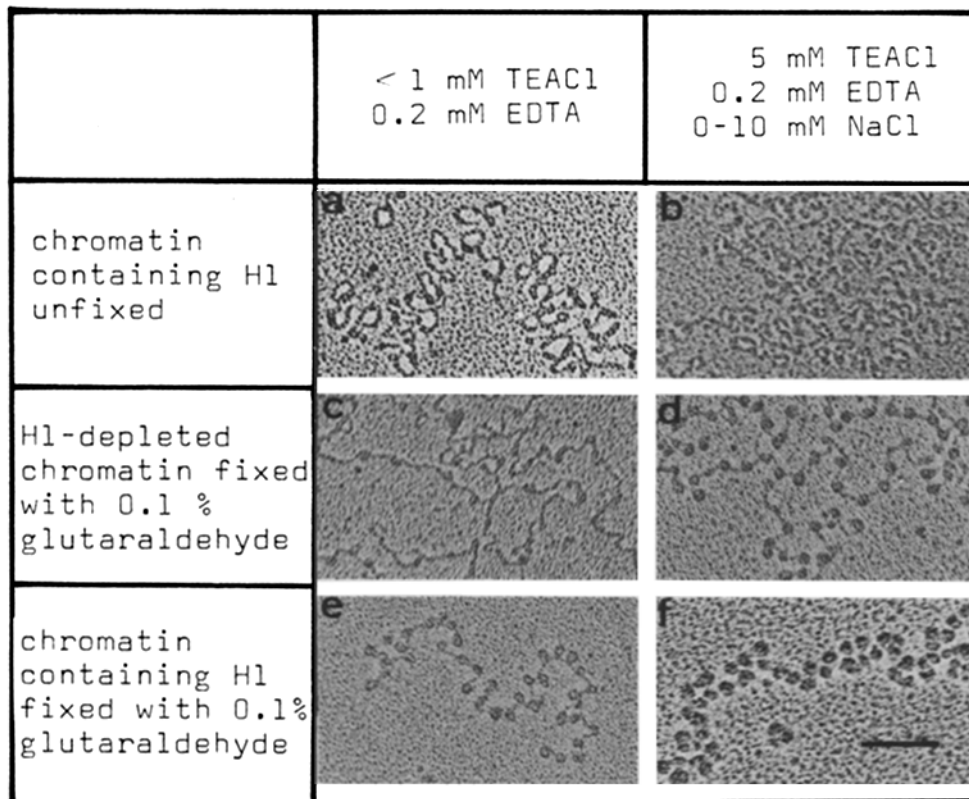 < 1 mM TEACl
0.2 mM EDTA
5 mM TEACl
0.2 mM EDTA
0-10 mM NaCl
chromatin
containing H1
unfixed
a
b
H1-depleted
chromatin fixed
with 0.1 %
glutaraldehyde
c
d
chromatin
containing H1
fixed with 0.1%
glutaraldehyde
e
f